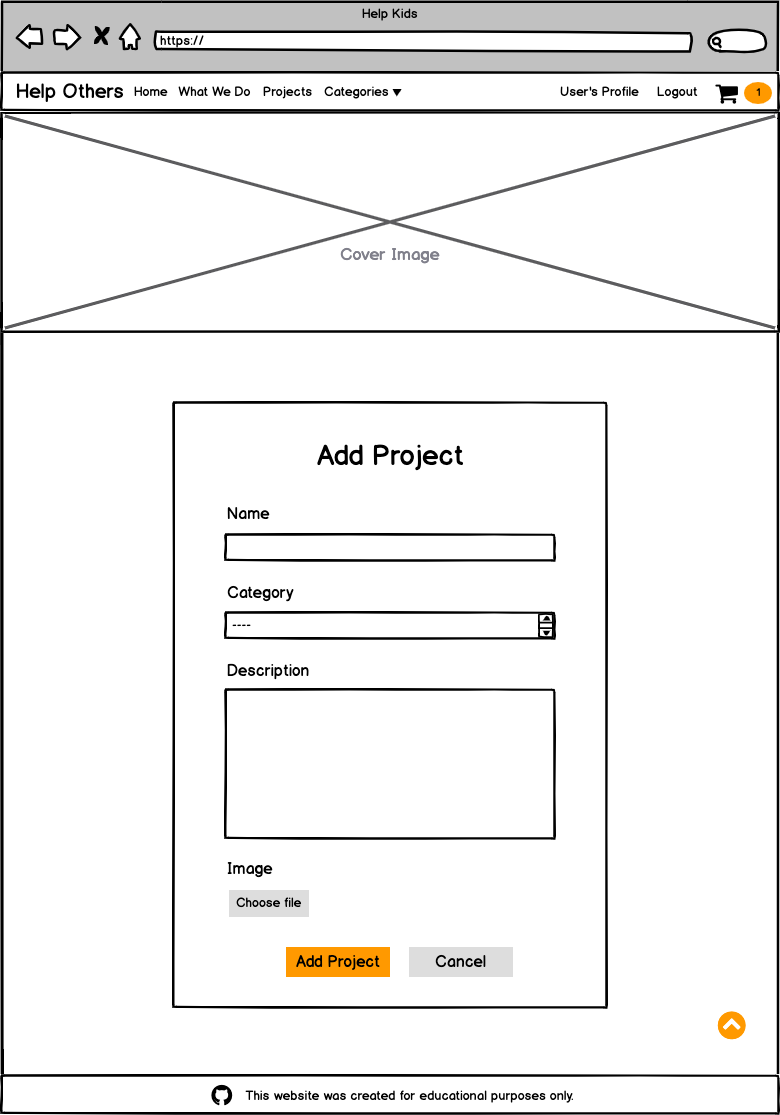 Help Kids
https://
Help Others Home What We Do Projects Categories User's Profile Logout 1
Cover Image
Add Project
Name
Category
----
Description
Image
Choose file
Add Project Cancel
This website was created for educational purposes only.